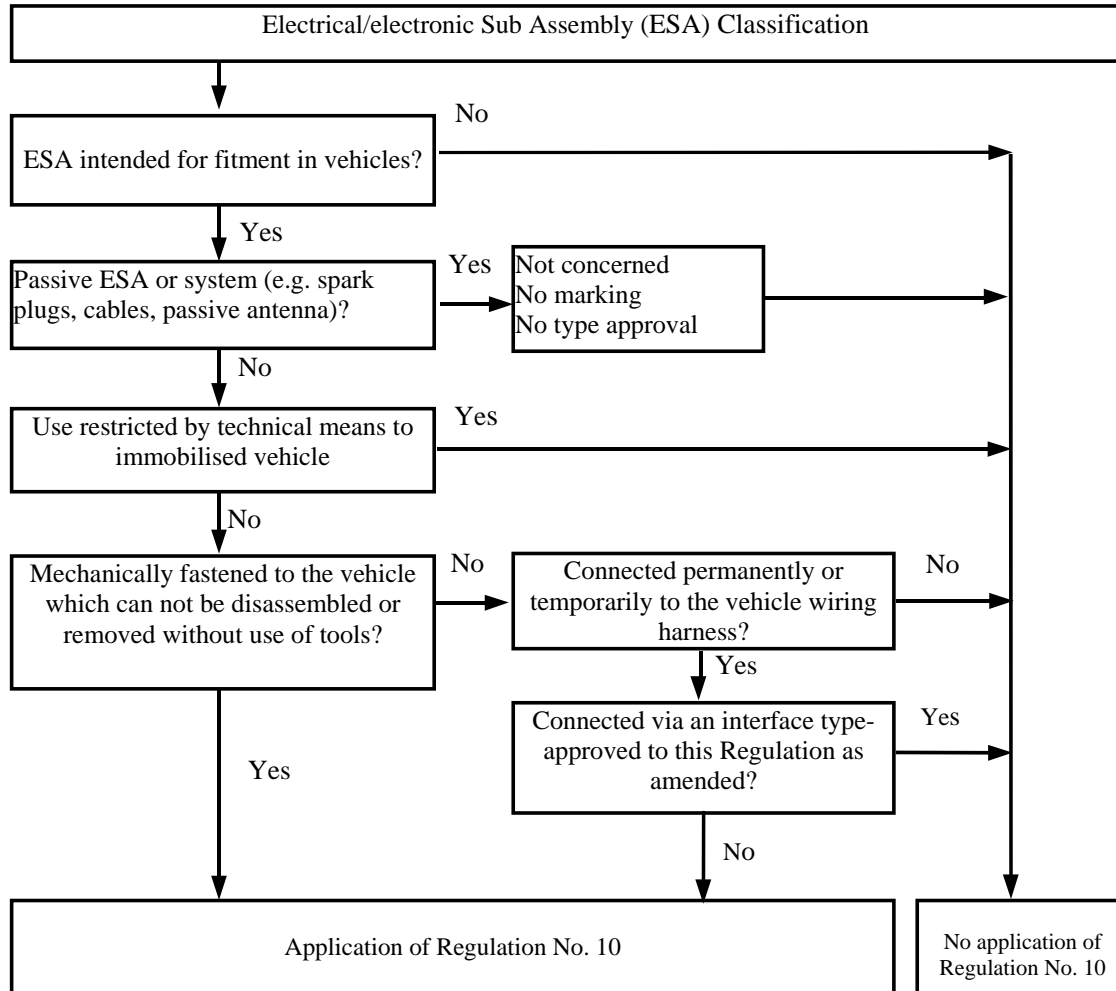 Electrical/electronic Sub Assembly (ESA) Classification
No
ESA intended for fitment in vehicles?
Yes
Passive ESA or system (e.g. spark
plugs, cables, passive antenna)?
Yes
Not concerned
No marking
No type approval
No
Use restricted by technical means to
immobilised vehicle
Yes
No
Mechanically fastened to the vehicle
which can not be disassembled or
removed without use of tools?
No
Connected permanently or
temporarily to the vehicle wiring
harness?
No
Yes
Connected via an interface type-
approved to this Regulation as
amended?
Yes
Yes
No
Application of Regulation No. 10
No application of
Regulation No. 10